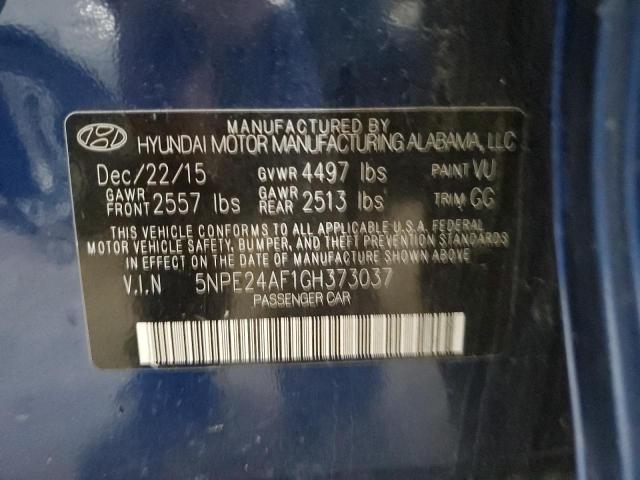 MANUFACTURED BY
HYUNDAI MOTOR MANUFACTURING ALABAMA, LLC
Dec/22/15 GVWR 4497 lbs PAINT VU
GAWR FRONT 2557 lbs GAWR REAR 2513 lbs TRIM GG
THIS VEHICLE CONFORMS TO ALL APPLICABLE U.S.A. FEDERAL
MOTOR VEHICLE SAFETY, BUMPER, AND THEFT PREVENTION
STANDARDS IN EFFECT ON THE DATE OF MANUFACTURE SHOWN ABOVE.
V.I.N 5NPE24AF1GH373037
PASSENGER CAR